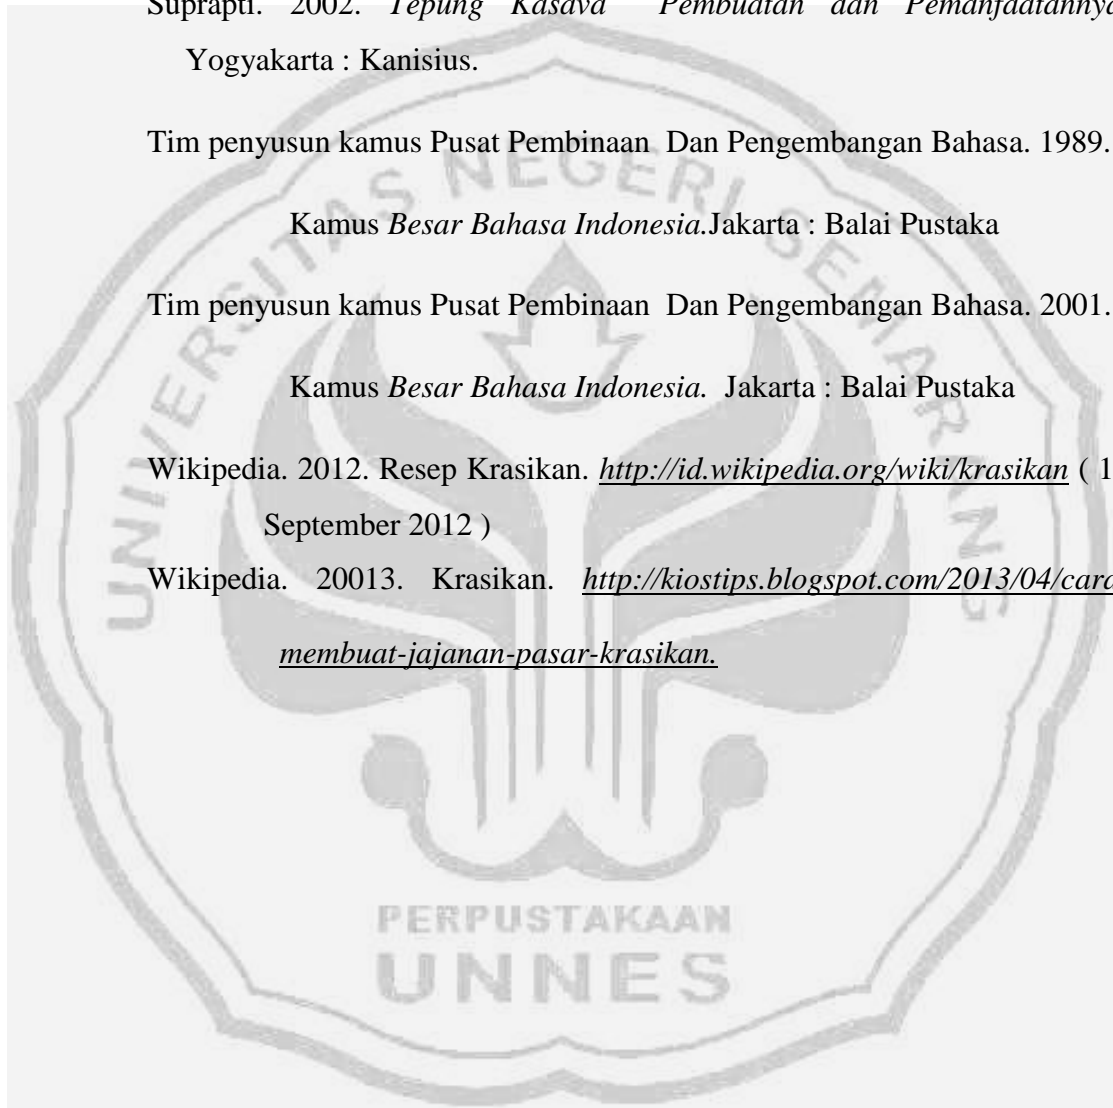 Suprapti. 2002. Tepung Kasava Pembuatan dan Pemanfaatannya
Yogyakarta : Kanisius.
Tim penyusun kamus Pusat Pembinaan Dan Pengembangan Bahasa. 1989.
Kamus Besar Bahasa Indonesia.Jakarta : Balai Pustaka
Tim penyusun kamus Pusat Pembinaan Dan Pengembangan Bahasa. 2001.
Kamus Besar Bahasa Indonesia. Jakarta : Balai Pustaka
Wikipedia. 2012. Resep Krasikan. http://id.wikipedia.org/wiki/krasikan ( 1
September 2012 )
Wikipedia. 20013. Krasikan. http://kiostips.blogspot.com/2013/04/cara
membuat-jajanan-pasar-krasikan.
UNIVERSITAS NEGERI SEMARANG
PERPUSTAKAAN
UNNES